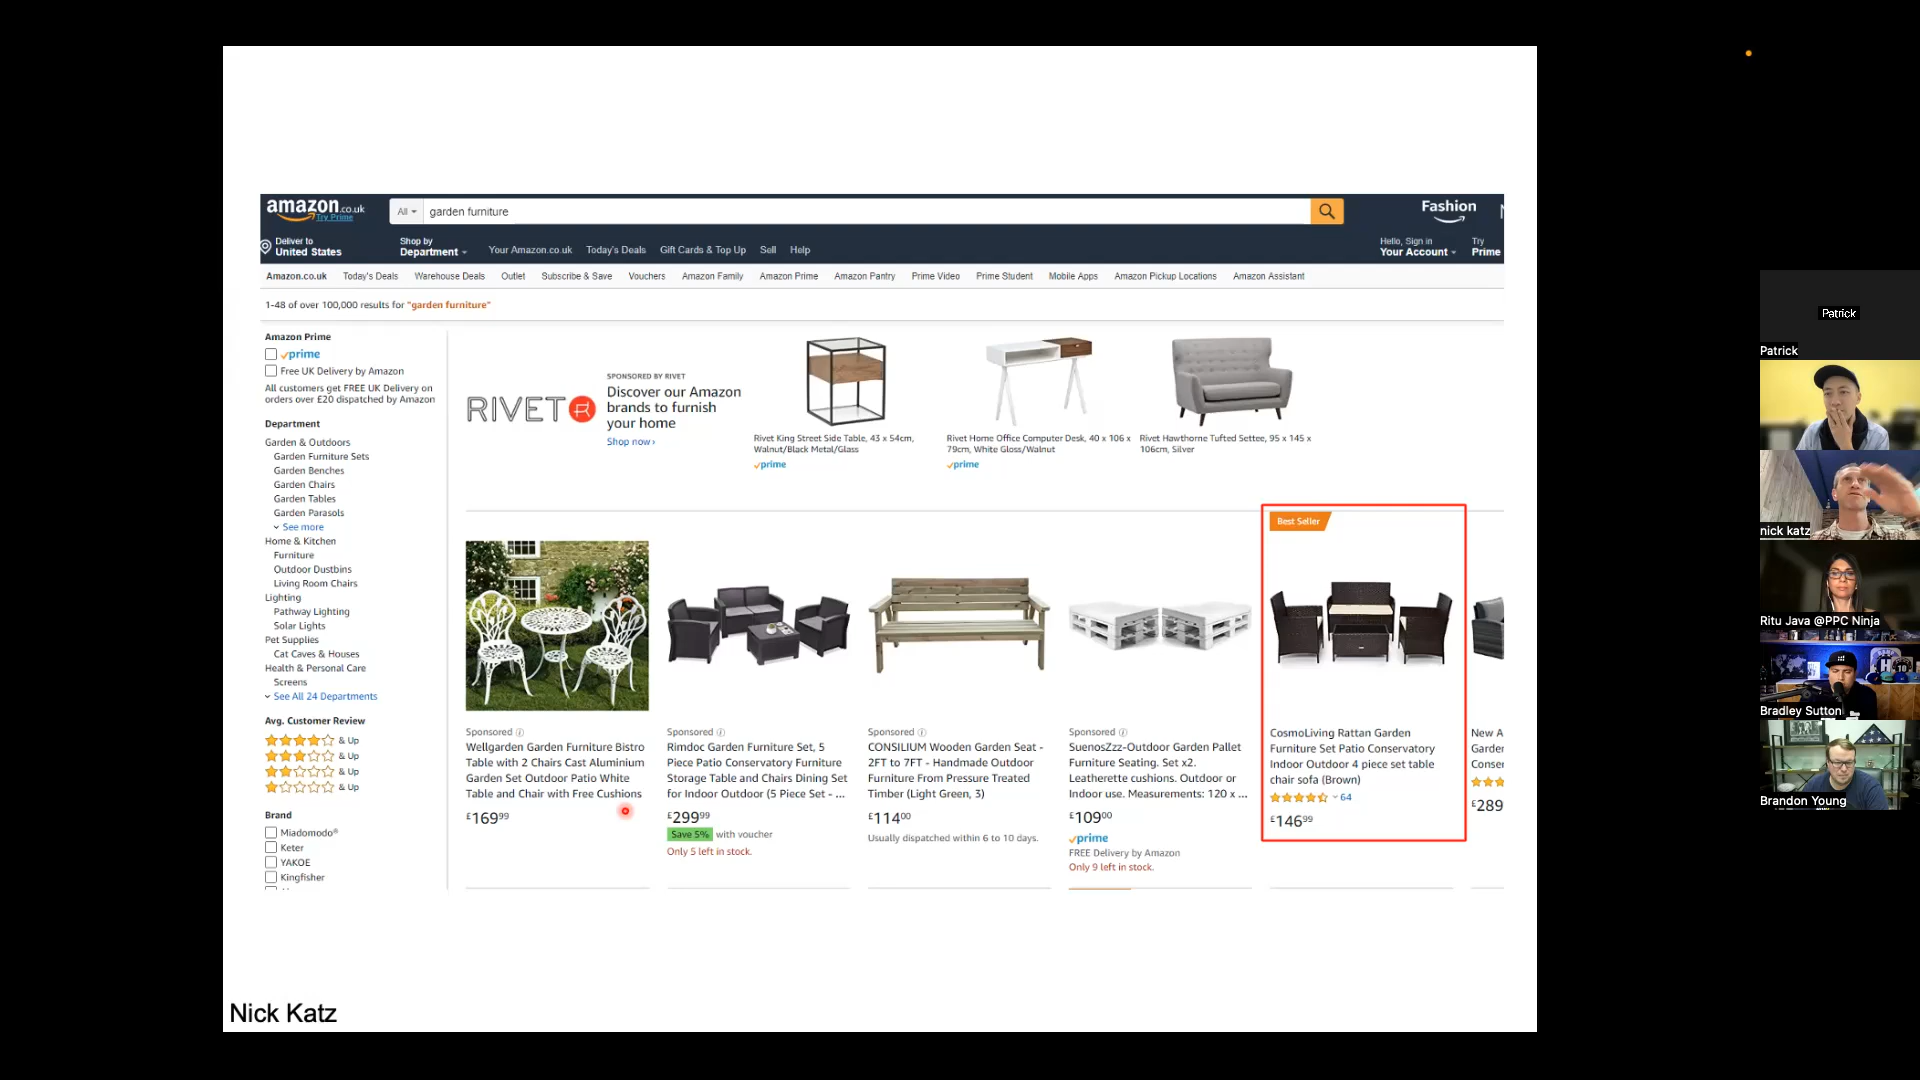 amazon.co.uk
Try Prime
All
garden furniture
Fashion
Deliver to
United States
Shop by
Department
Your Amazon.co.uk
Today's Deals
Gift Cards & Top Up
Sell
Help
Hello, Sign in
Your Account
Try
Prime
Amazon.co.uk
Today's Deals
Warehouse Deals
Outlet
Subscribe & Save
Vouchers
Amazon Family
Amazon Prime
Amazon Pantry
Prime Video
Prime Student
Mobile Apps
Amazon Pickup Locations
Amazon Assistant
1-48 of over 100,000 results for "garden furniture"
Amazon Prime
prime
Free UK Delivery by Amazon
All customers get FREE UK Delivery on
orders over £20 dispatched by Amazon
Department
Garden & Outdoors
Garden Furniture Sets
Garden Benches
Garden Chairs
Garden Tables
Garden Parasols
See more
Home & Kitchen
Furniture
Outdoor Dustbins
Living Room Chairs
Lighting
Pathway Lighting
Solar Lights
Pet Supplies
Cat Caves & Houses
Health & Personal Care
Screens
See All 24 Departments
Avg. Customer Review
& Up
& Up
& Up
& Up
Brand
Miadomodo®
Keter
YAKOE
Kingfisher
RIVET R
SPONSORED BY RIVET
Discover our Amazon
brands to furnish
your home
Shop now ›
Rivet King Street Side Table, 43 x 54cm,
Walnut/Black Metal/Glass
prime
Rivet Home Office Computer Desk, 40 x 106 x
79cm, White Gloss/Walnut
prime
Rivet Hawthorne Tufted Settee, 95 x 145 x
106cm, Silver
Sponsored
Wellgarden Garden Furniture Bistro
Table with 2 Chairs Cast Aluminium
Garden Set Outdoor Patio White
Table and Chair with Free Cushions
£16999
Sponsored
Rimdoc Garden Furniture Set, 5
Piece Patio Conservatory Furniture
Storage Table and Chairs Dining Set
for Indoor Outdoor (5 Piece Set - ...
£29999
Save 5% with voucher
Only 5 left in stock.
Sponsored
CONSILIUM Wooden Garden Seat -
2FT to 7FT - Handmade Outdoor
Furniture From Pressure Treated
Timber (Light Green, 3)
£11400
Usually dispatched within 6 to 10 days.
Sponsored
SuenosZzz-Outdoor Garden Pallet
Furniture Seating. Set x2.
Leatherette cushions. Outdoor or
Indoor use. Measurements: 120 x ...
£10900
prime
FREE Delivery by Amazon
Only 9 left in stock.
Best Seller
CosmoLiving Rattan Garden
Furniture Set Patio Conservatory
Indoor Outdoor 4 piece set table
chair sofa (Brown)
64
£14699
New A
Garder
Conser
£289
Nick Katz
Patrick
Patrick
nick katz
Ritu Java @PPC Ninja
Bradley Sutton
Brandon Young